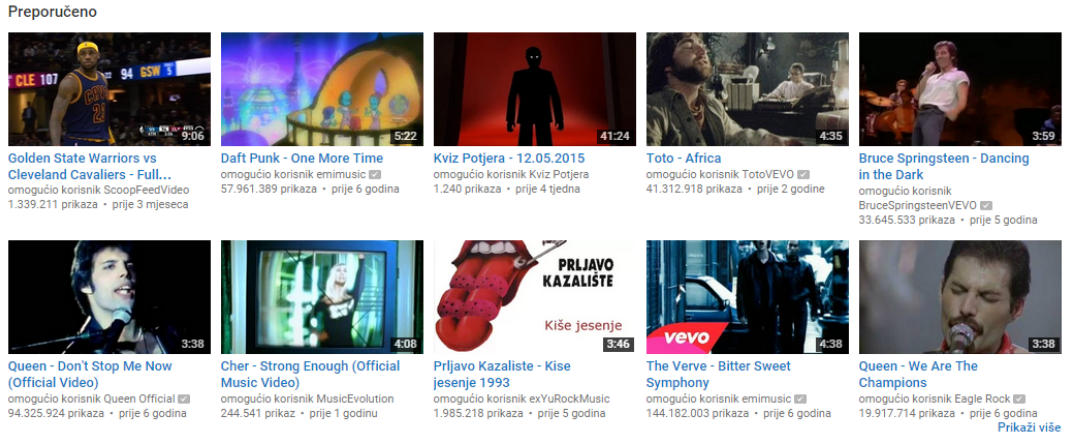 Preporučeno
CLE 107
94 GSW
5
9:06
5:22
41:24
4:35
3:59
Golden State Warriors vs
Cleveland Cavaliers - Full...
omogućio korisnik ScoopFeedVideo
1.339.211 prikaza • prije 3 mjeseca
Daft Punk - One More Time
omogućio korisnik emimusic
57.961.389 prikaza • prije 6 godina
Kviz Potjera - 12.05.2015
omogućio korisnik Kviz Potjera
1.240 prikaza • prije 4 tjedna
Toto - Africa
omogućio korisnik TotoVEVO
41.312.918 prikaza • prije 2 godine
Bruce Springsteen - Dancing
in the Dark
omogućio korisnik
BruceSpringsteenVEVO
33.645.533 prikaza • prije 5 godina
3:38
4:08
PRLJAVO
KAZALIŠTE
Kiše jesenje
3:46
vevo
4:38
3:38
Queen - Don't Stop Me Now
(Official Video)
omogućio korisnik Queen Official
94.325.924 prikaza • prije 6 godina
Cher - Strong Enough (Official
Music Video)
omogućio korisnik MusicEvolution
244.541 prikaz • prije 1 godinu
Prljavo Kazaliste - Kise
jesenje 1993
omogućio korisnik exYuRockMusic
1.985.218 prikaza • prije 5 godina
The Verve - Bitter Sweet
Symphony
omogućio korisnik emimusic
144.182.003 prikaza • prije 6 godina
Queen - We Are The
Champions
omogućio korisnik Eagle Rock
19.917.714 prikaza • prije 6 godina
Prikaži više